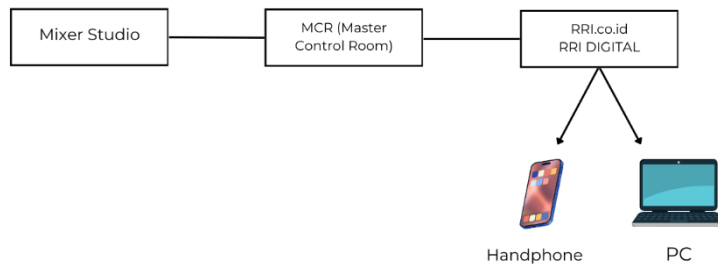 Mixer Studio
MCR (Master
Control Room)
RRI.co.id
RRI DIGITAL
Handphone
PC